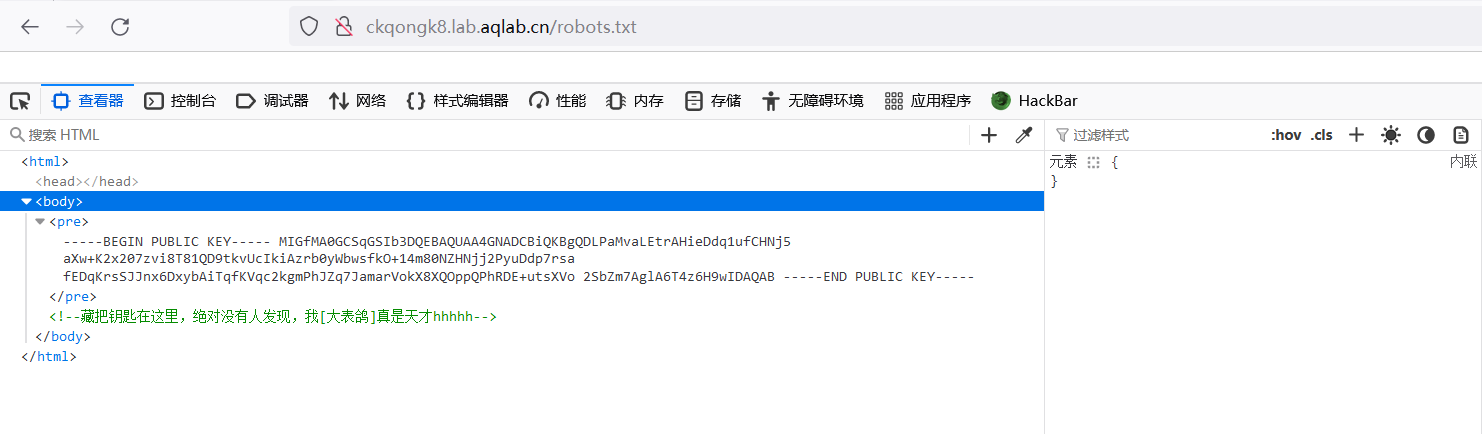 ckqongk8.lab.aqlab.cn/robots.txt
查看器 控制台 调试器 网络 样式编辑器 性能 内存 存储 无障碍环境 应用程序 HackBar
搜索 HTML
过滤样式 :hov .cls
<html>
<head></head>
<body>
<pre>
-----BEGIN PUBLIC KEY----- MIGfMA0GCSqGSIb3DQEBAQUAA4GNADCBiQKBgQDLPaMvaLEtrAHieDdq1ufCHNj5
aXw+K2x207zvi8T81QD9tkvUcIkiAzrb0yWbwsfkO+14m80NZHNjj2PyuDdp7rsa
fEDqKrsSJJnx6DxybAiTqfKVqc2kgmPhJZq7JamarVokX8XQOppQPhRDE+utsXVo 2SbZm7AglA6T4z6H9wIDAQAB -----END PUBLIC KEY-----
</pre>
<!--藏把钥匙在这里，绝对没有人发现，我[大表鸽]真是天才hhhhh-->
</body>
</html>
元素 {
内联
}